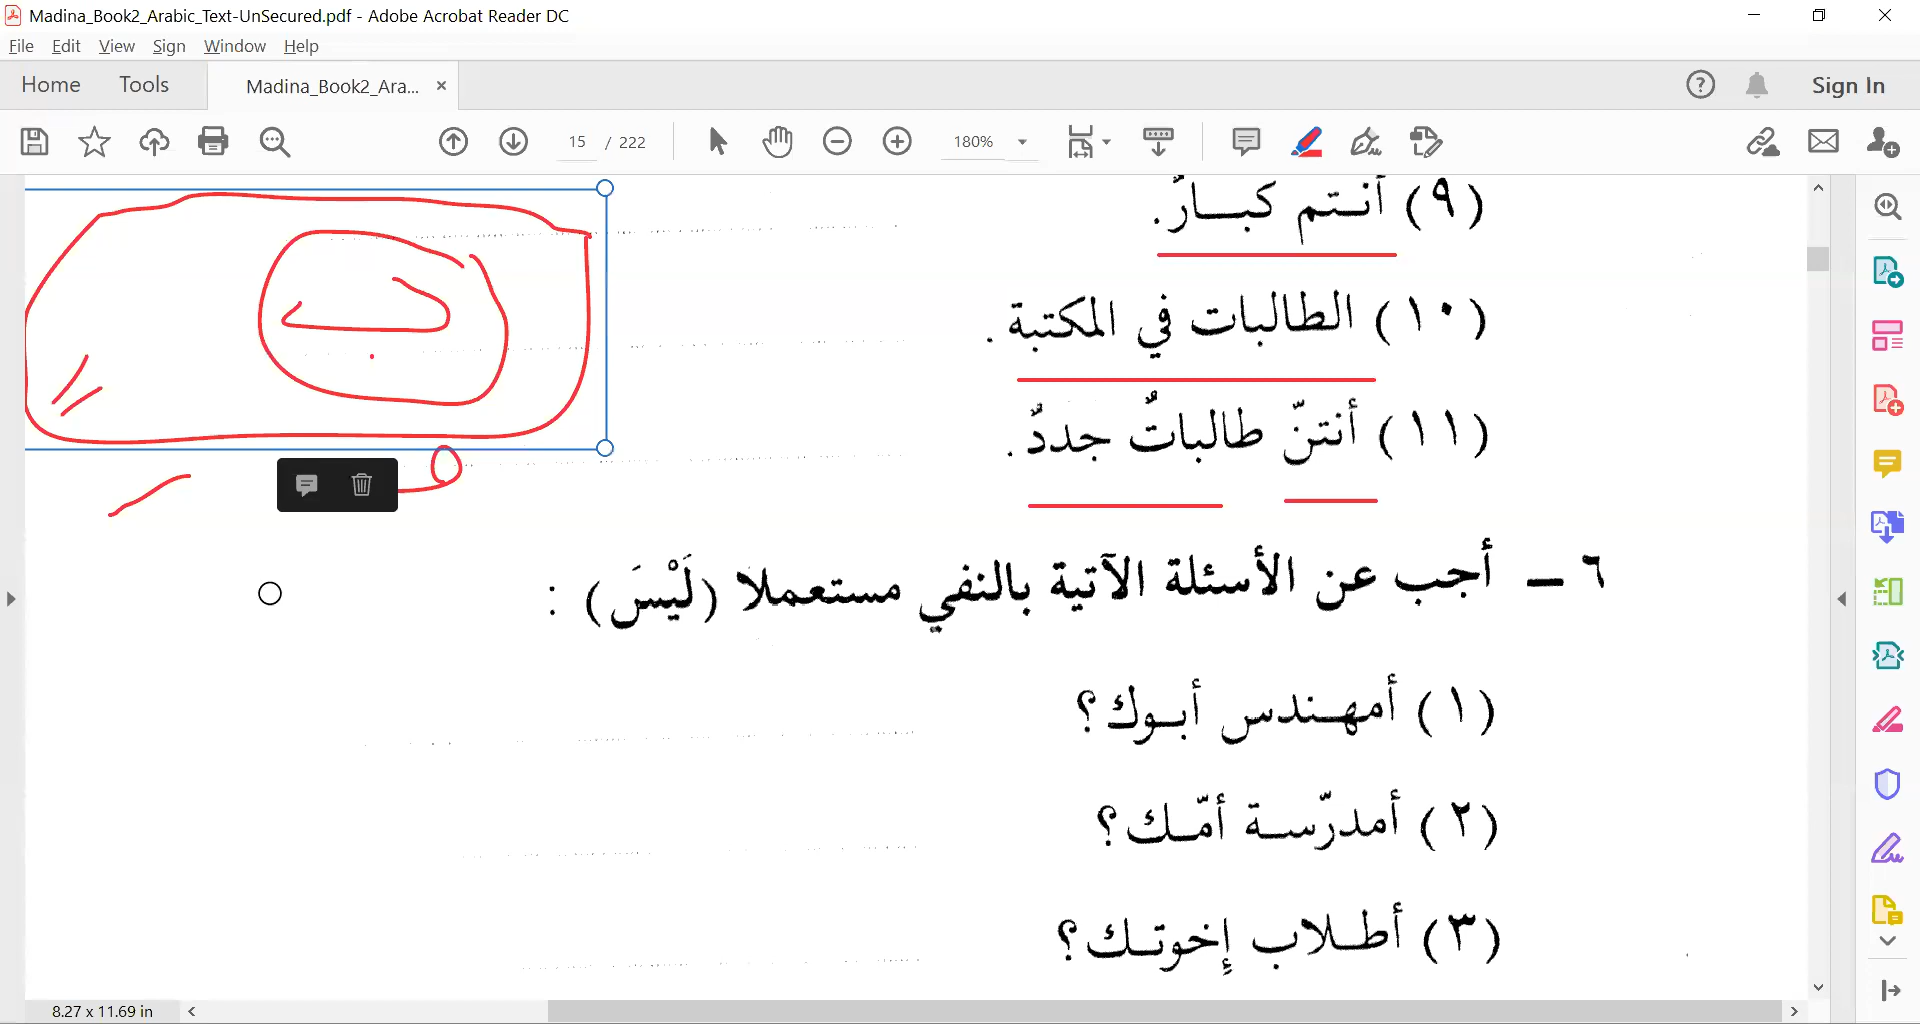 Madina_Book2_Arabic_Text-UnSecured.pdf - Adobe Acrobat Reader DC
File Edit View Sign Window Help
Home Tools Madina_Book2_Ara... × Sign In
15 / 222 180%
(٩) أنتم كبارٌ.
(١٠) الطالبات في المكتبة.
(١١) أنتنّ طالباتٌ جددٌ.
٦ – أجب عن الأسئلة الآتية بالنفي مستعملا (لَيْسَ) :
(١) أمهندس أبوك؟
(٢) أمدرّسة أمّك؟
(٣) أطلاب إخوتك؟
8.27 x 11.69 in